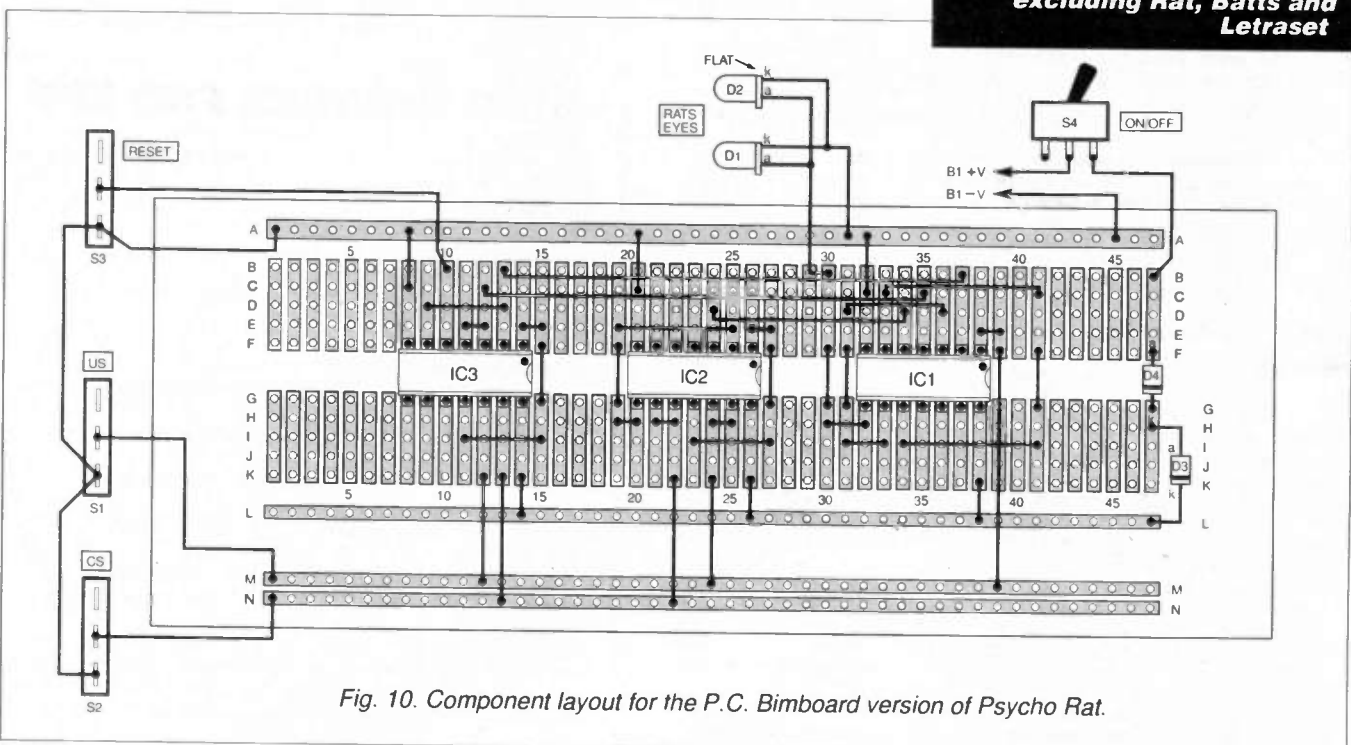 excluding Rat, Batts and
Letraset
FLAT
k
D2
a
RATS
EYES
k
D1
a
S4
ON/OFF
B1 +V
B1 −V
RESET
S3
A
5 10 15 20 25 30 35 40 45
A
B
C
D
E
F
B
C
D
E
F
IC3
IC2
IC1
D4
US
S1
G
H
I
J
K
G
H
I
J
K
a
D3
k
5 10 15 20 25 30 35 40 45
L
L
CS
S2
M
M
N
N
Fig. 10. Component layout for the P.C. Bimboard version of Psycho Rat.